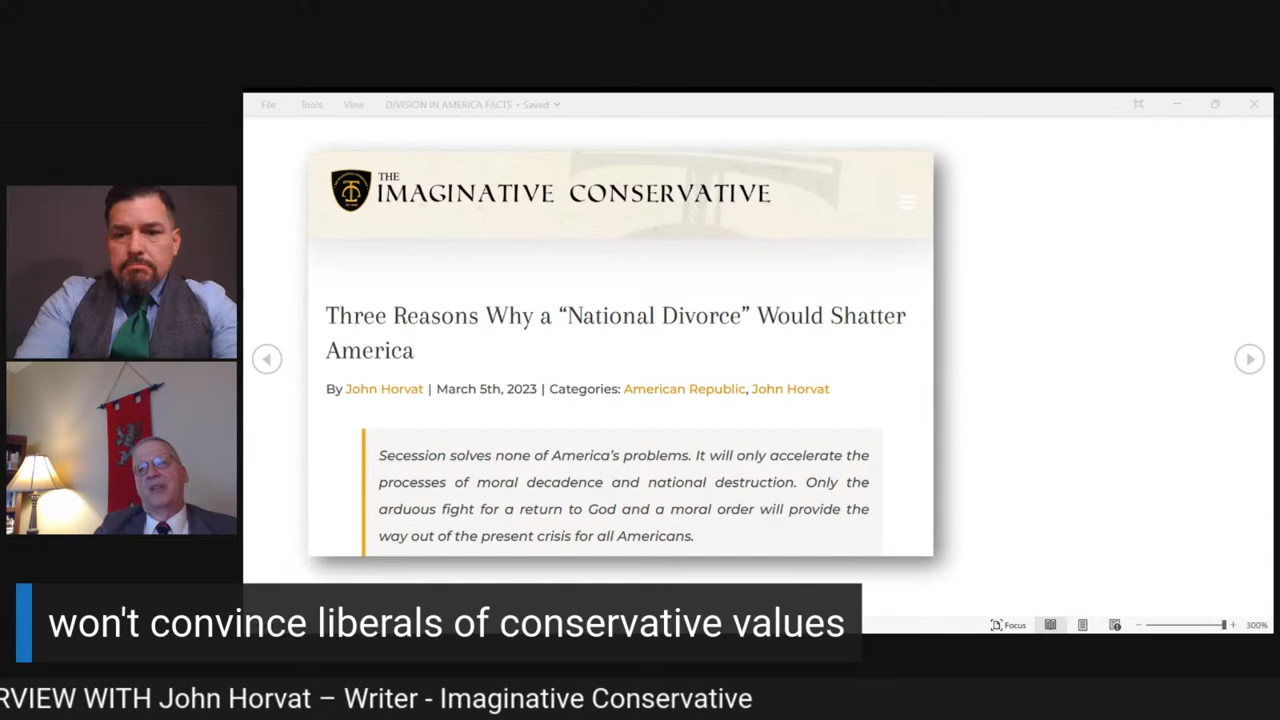 File Tools View DIVISION IN AMERICA FACTS • Saved
THE
IMAGINATIVE CONSERVATIVE
Three Reasons Why a “National Divorce” Would Shatter
America
By John Horvat | March 5th, 2023 | Categories: American Republic, John Horvat
Secession solves none of America’s problems. It will only accelerate the
processes of moral decadence and national destruction. Only the
arduous fight for a return to God and a moral order will provide the
way out of the present crisis for all Americans.
won't convince liberals of conservative values
Focus 300%
RVIEW WITH John Horvat – Writer - Imaginative Conservative